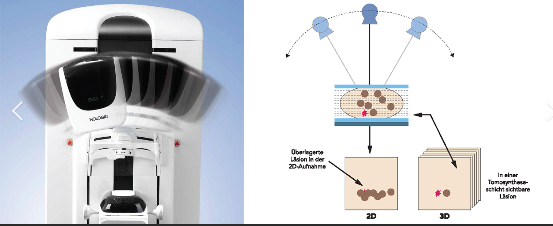 HOLOGIC
Überlagerte
Läsion in der
2D-Aufnahme
In einer
Tomosynthese-
schicht sichtbare
Läsion
2D
3D